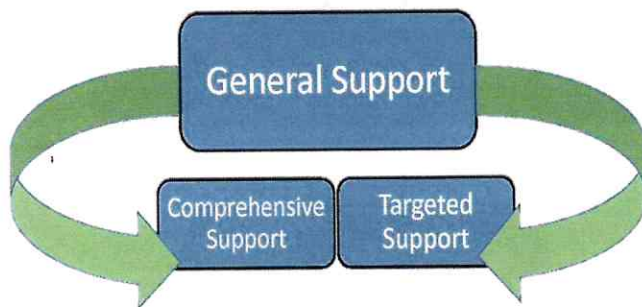 General Support
Comprehensive
Support
Targeted
Support